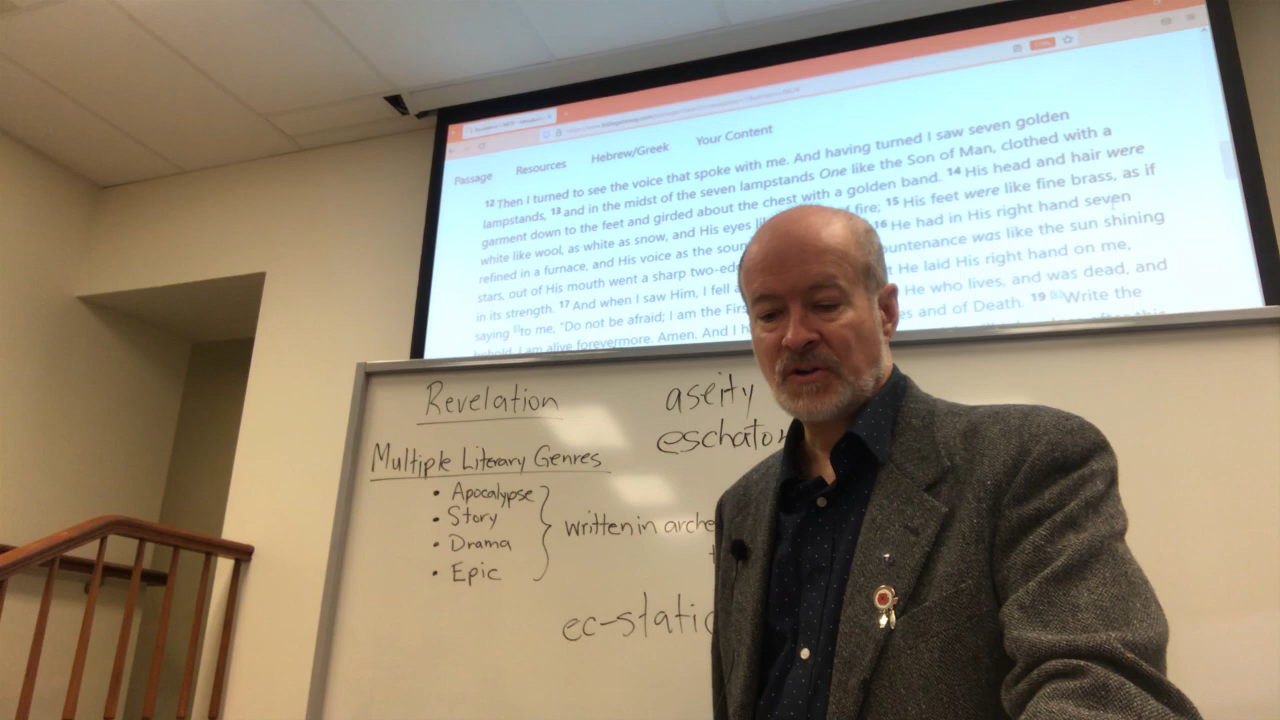 Passage Resources Hebrew/Greek Your Content
12 Then I turned to see the voice that spoke with me. And having turned I saw seven golden
lampstands, 13 and in the midst of the seven lampstands One like the Son of Man, clothed with a
garment down to the feet and girded about the chest with a golden band. 14 His head and hair were
white like wool, as white as snow, and His eyes of fire; 15 His feet were like fine brass, as if
refined in a furnace, and His voice as the 16 He had in His right hand seven
stars, out of His mouth went a sharp was like the sun shining
in its strength. 17 And when I saw Him, I fell He laid His right hand on me,
saying to me, "Do not be afraid; I am the He who lives, and was dead, and
behold, I am alive forevermore. Amen. And I and of Death. 19 Write the
Revelation
Multiple Literary Genres
• Apocalypse
• Story
• Drama
• Epic
written in
aseity
ec-static